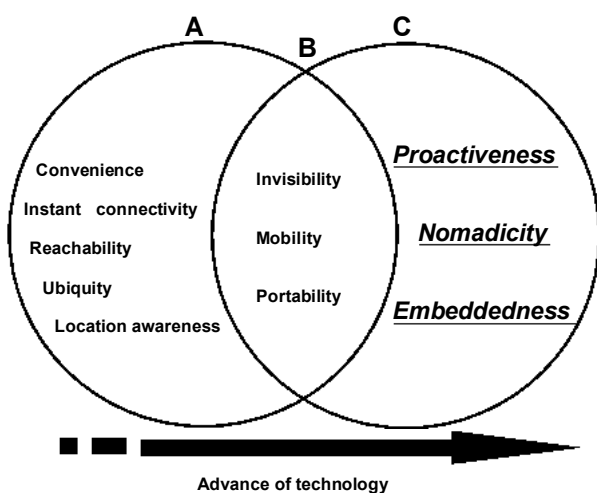 A
B
C
Convenience
Instant connectivity
Reachability
Ubiquity
Location awareness
Invisibility
Mobility
Portability
Proactiveness
Nomadicity
Embeddedness
Advance of technology